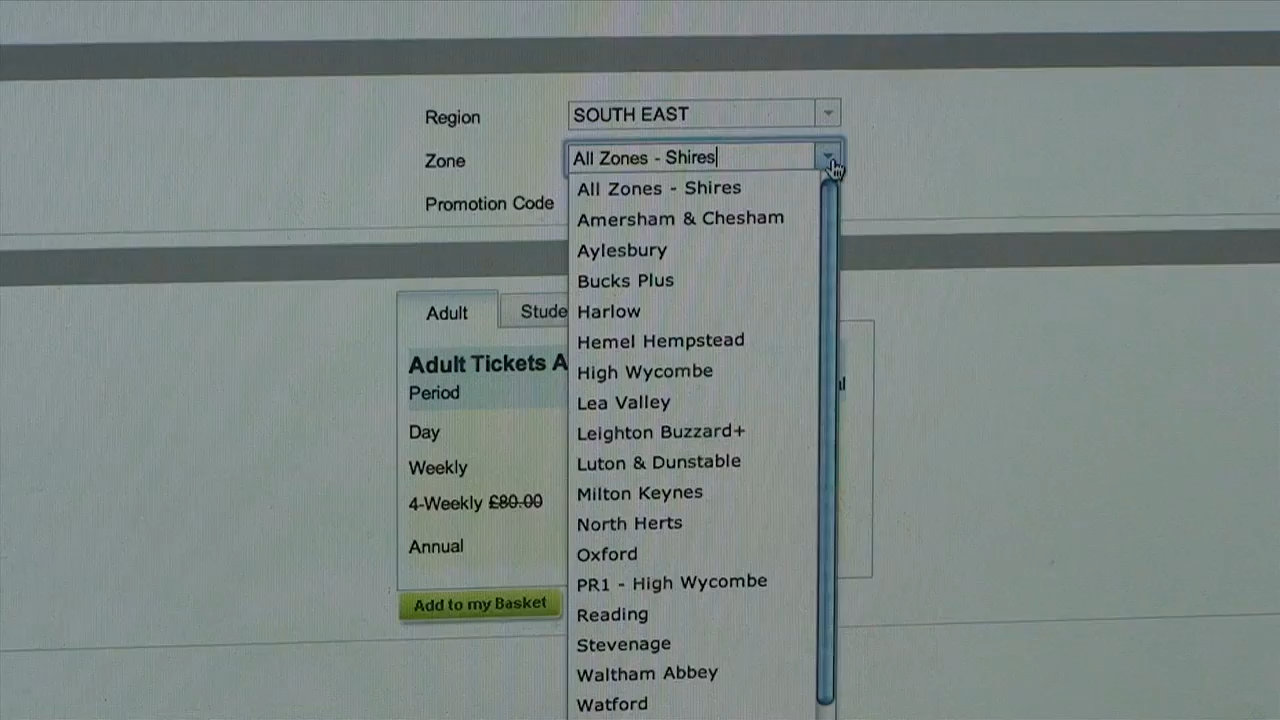 Region SOUTH EAST
Zone All Zones - Shires
All Zones - Shires
Promotion Code
Amersham & Chesham
Aylesbury
Bucks Plus
Harlow
Hemel Hempstead
High Wycombe
Lea Valley
Leighton Buzzard+
Luton & Dunstable
Milton Keynes
North Herts
Oxford
PR1 - High Wycombe
Reading
Stevenage
Waltham Abbey
Watford
Adult Stude
Adult Tickets A
Period
Day
Weekly
4-Weekly £80.00
Annual
Add to my Basket